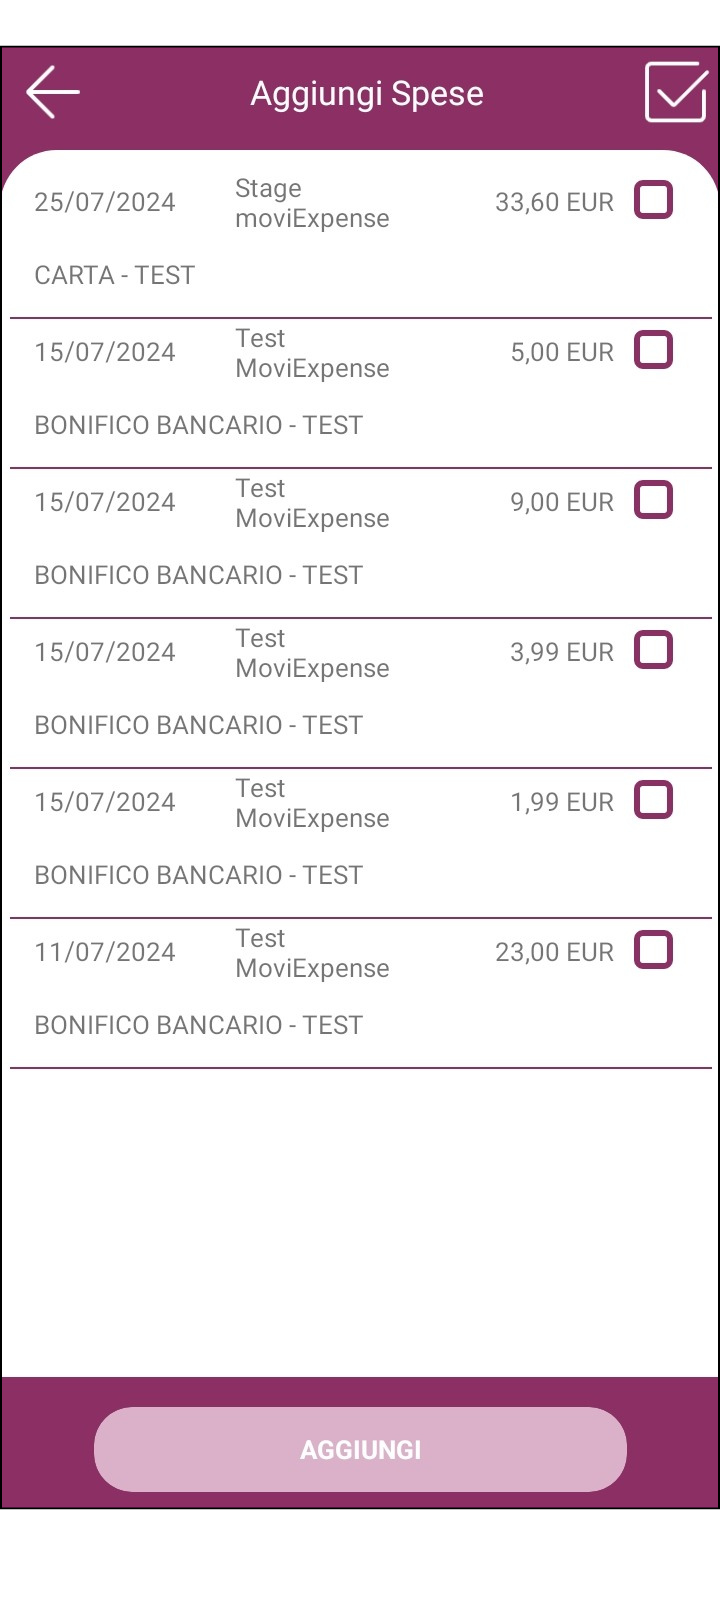 Aggiungi Spese
25/07/2024 Stage moviExpense 33,60 EUR
CARTA - TEST
15/07/2024 Test MoviExpense 5,00 EUR
BONIFICO BANCARIO - TEST
15/07/2024 Test MoviExpense 9,00 EUR
BONIFICO BANCARIO - TEST
15/07/2024 Test MoviExpense 3,99 EUR
BONIFICO BANCARIO - TEST
15/07/2024 Test MoviExpense 1,99 EUR
BONIFICO BANCARIO - TEST
11/07/2024 Test MoviExpense 23,00 EUR
BONIFICO BANCARIO - TEST
AGGIUNGI